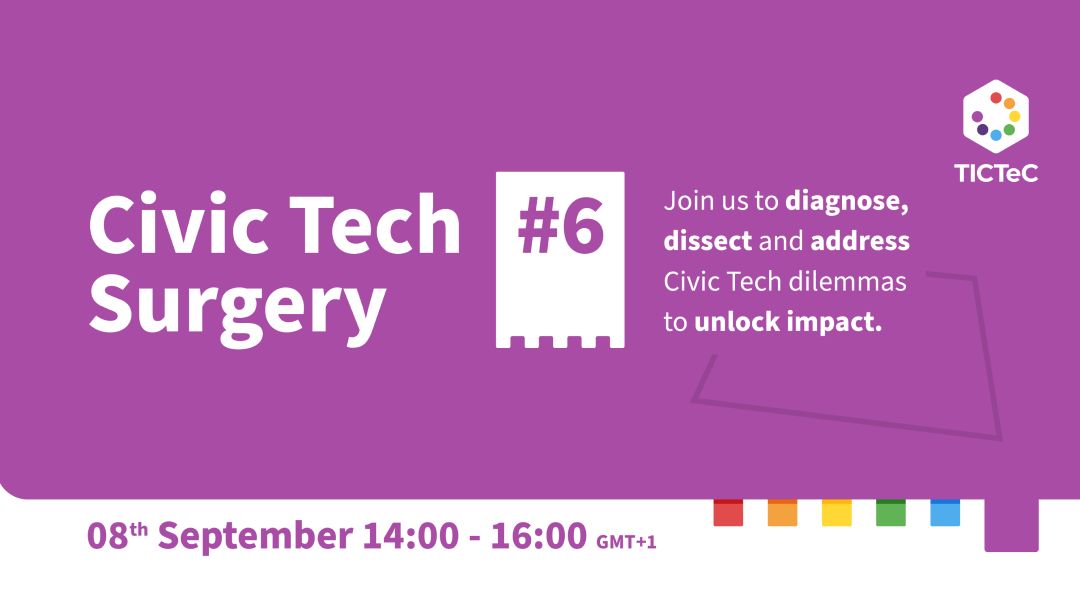 Civic Tech
Surgery
#6
Join us to diagnose,
dissect and address
Civic Tech dilemmas
to unlock impact.
TICTeC
08th September 14:00 - 16:00 GMT+1